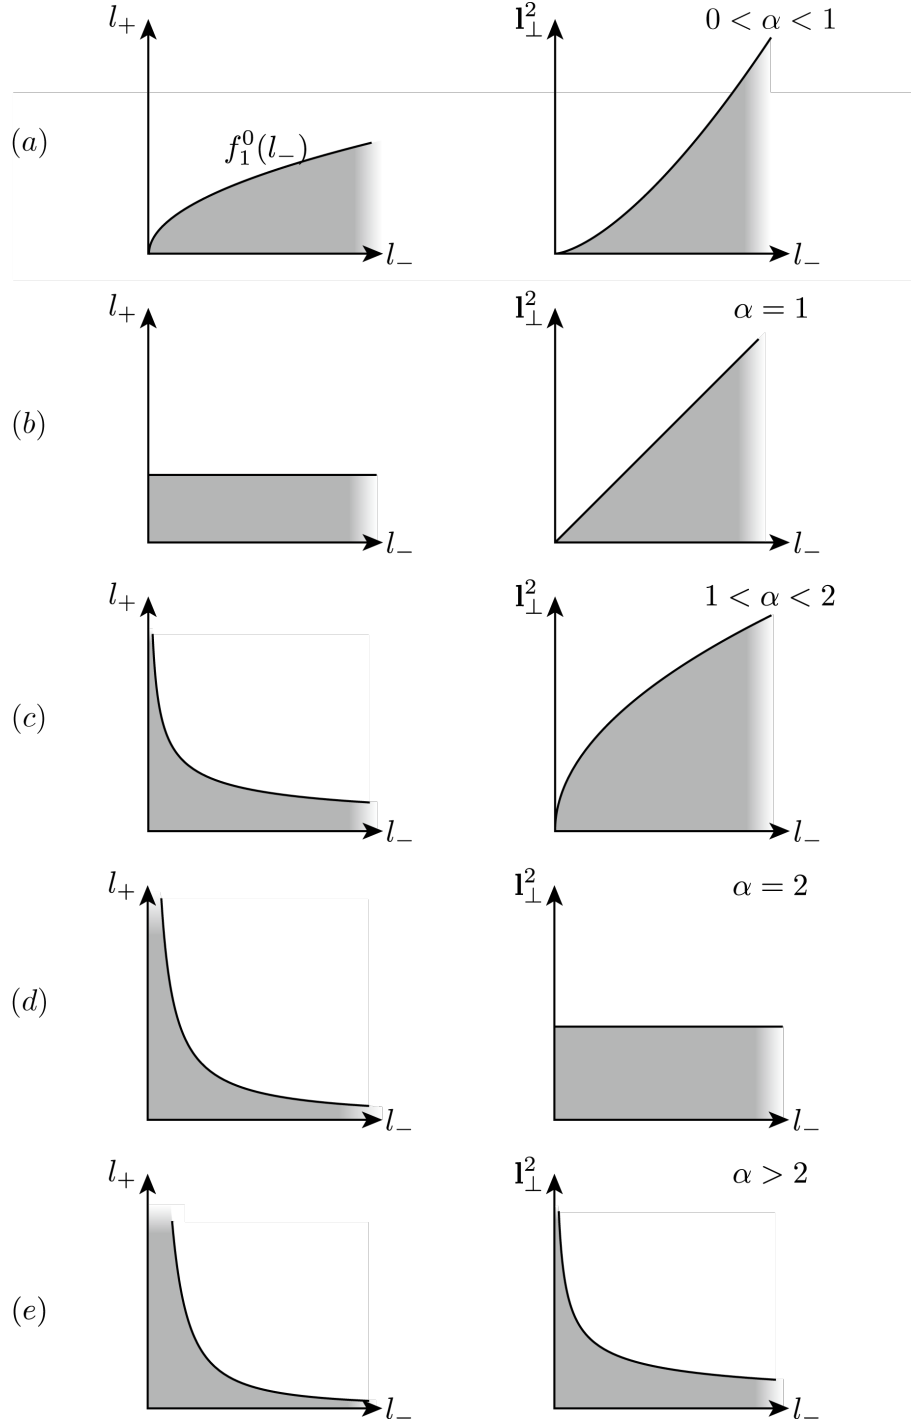 l₊ 𝐥²⊥ 0 < α < 1
(a) f⁰₁(l₋)
l₋ l₋
l₊ 𝐥²⊥ α = 1
(b)
l₋ l₋
l₊ 𝐥²⊥ 1 < α < 2
(c)
l₋ l₋
l₊ 𝐥²⊥ α = 2
(d)
l₋ l₋
l₊ 𝐥²⊥ α > 2
(e)
l₋ l₋